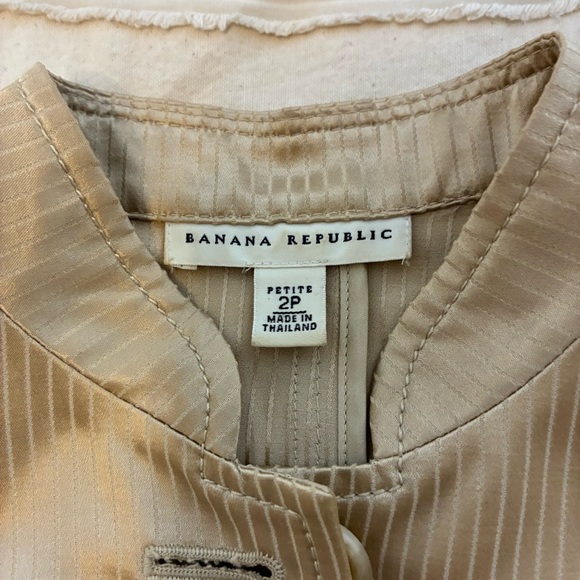 BANANA REPUBLIC
PETITE
2P
MADE IN
THAILAND